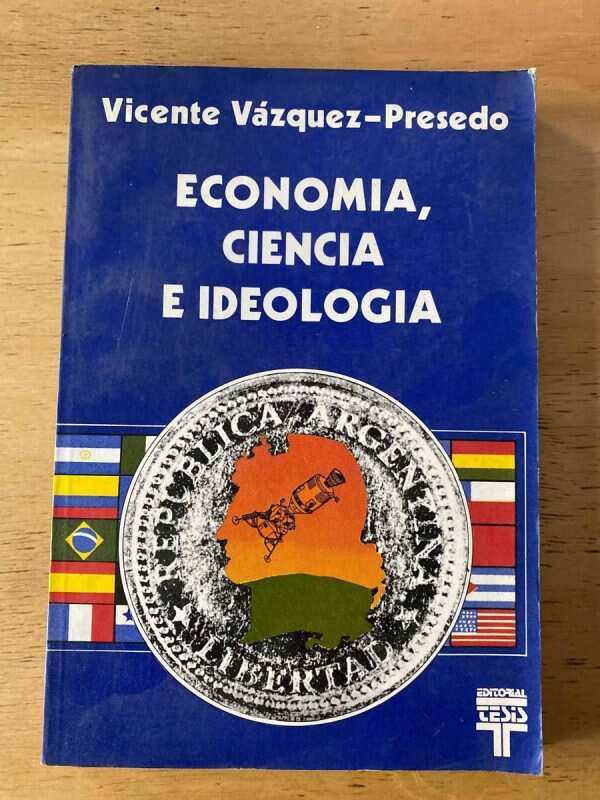 Vicente Vázquez-Presedo
ECONOMIA,
CIENCIA
E IDEOLOGIA
REPUBLICA ARGENTINA
LIBERTAD
EDITORIAL
TESIS